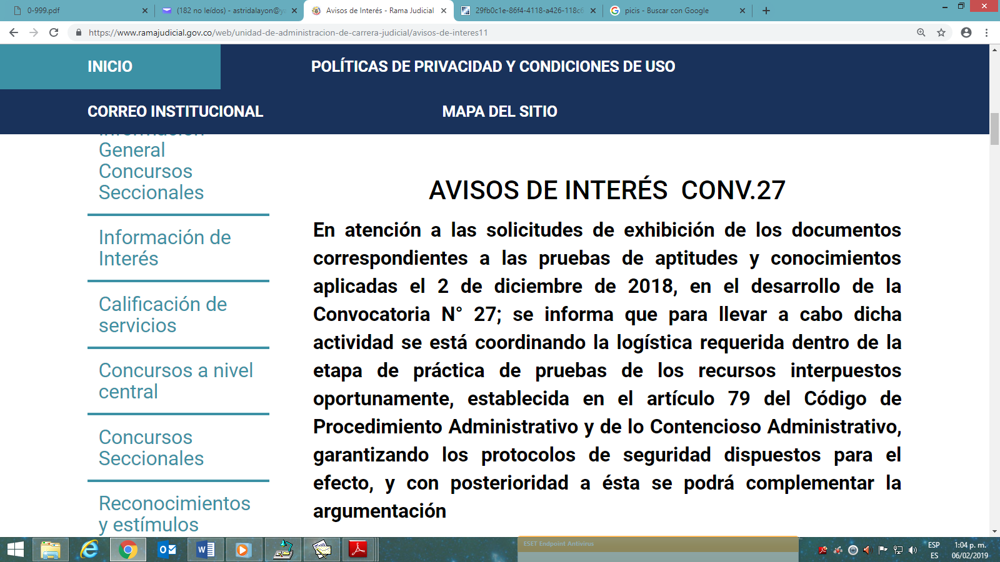 0-999.pdf
(182 no leídos) - astridalayon@ya
Avisos de Interés - Rama Judicial
29fb0c1e-86f4-4118-a426-118c6
picis - Buscar con Google
https://www.ramajudicial.gov.co/web/unidad-de-administracion-de-carrera-judicial/avisos-de-interes11
INICIO
POLÍTICAS DE PRIVACIDAD Y CONDICIONES DE USO
CORREO INSTITUCIONAL
MAPA DEL SITIO
Información
General
Concursos
Seccionales
Información de
Interés
Calificación de
servicios
Concursos a nivel
central
Concursos
Seccionales
Reconocimientos
y estímulos
AVISOS DE INTERÉS CONV.27
En atención a las solicitudes de exhibición de los documentos
correspondientes a las pruebas de aptitudes y conocimientos
aplicadas el 2 de diciembre de 2018, en el desarrollo de la
Convocatoria N° 27; se informa que para llevar a cabo dicha
actividad se está coordinando la logística requerida dentro de la
etapa de práctica de pruebas de los recursos interpuestos
oportunamente, establecida en el artículo 79 del Código de
Procedimiento Administrativo y de lo Contencioso Administrativo,
garantizando los protocolos de seguridad dispuestos para el
efecto, y con posterioridad a ésta se podrá complementar la
argumentación
ESET Endpoint Antivirus
ESP
ES
1:04 p. m.
06/02/2019